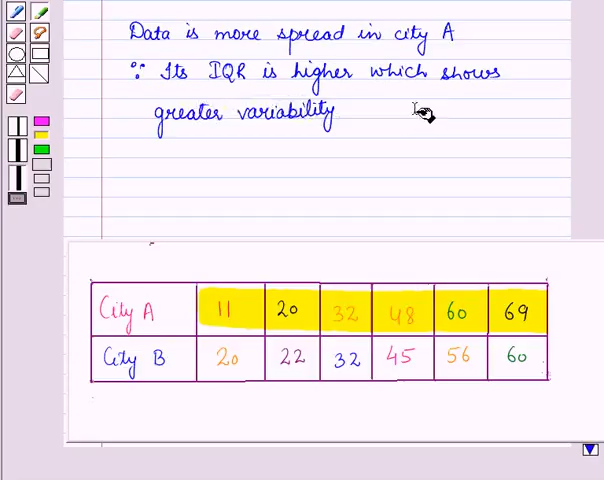 Data is more spread in city A
∵ Its IQR is higher which shows
greater variability
City A 11 20 32 48 60 69
City B 20 22 32 45 56 60